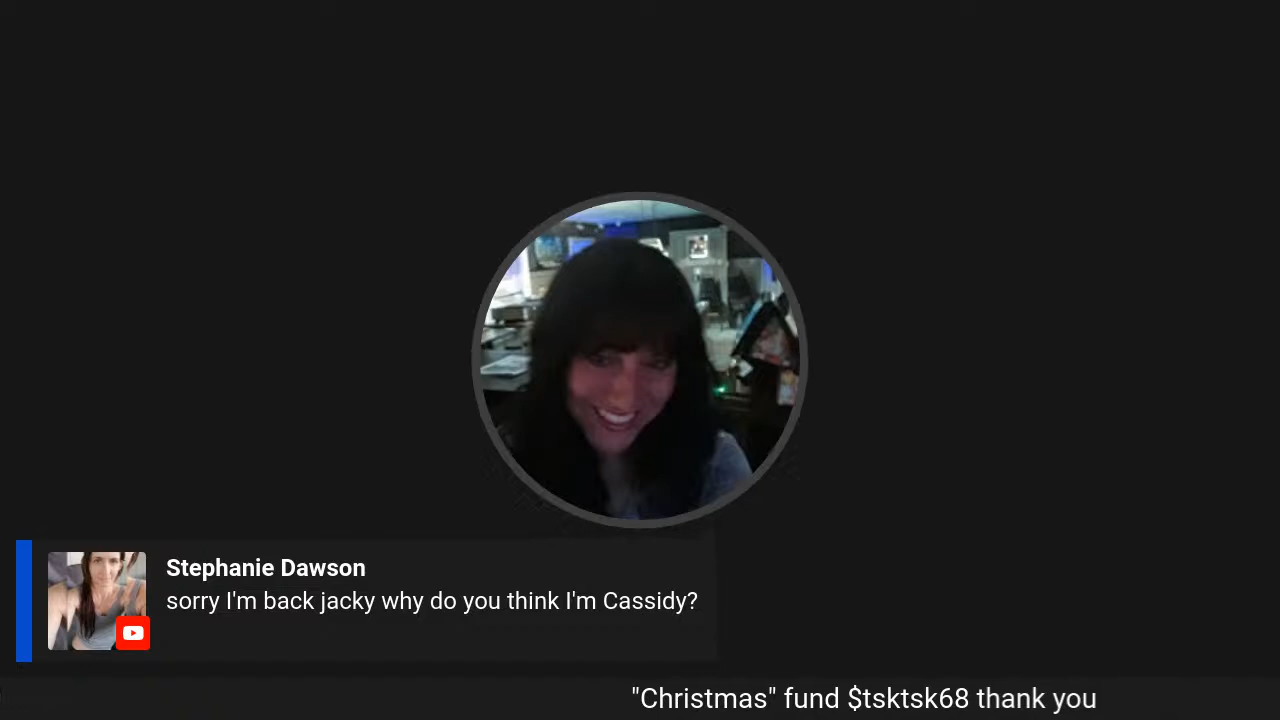 Stephanie Dawson
sorry I'm back jacky why do you think I'm Cassidy?
"Christmas" fund $tsktsk68 thank you